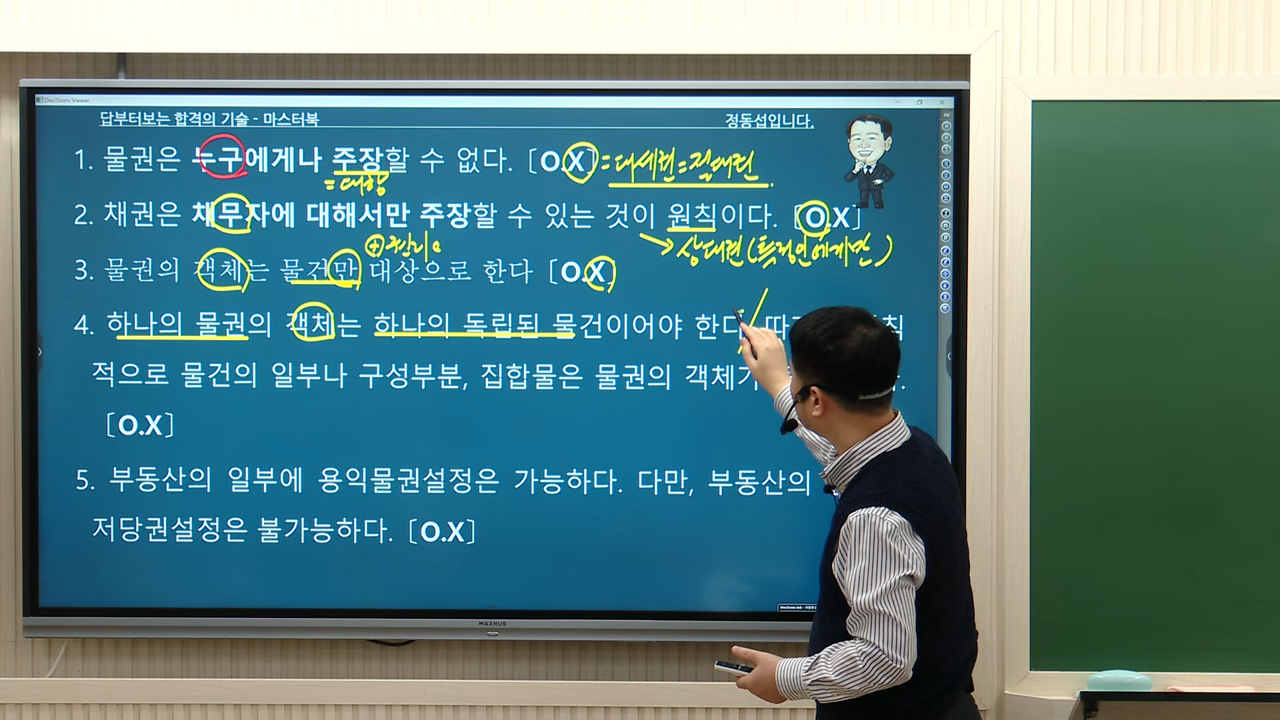 DocZoom Viewer
답부터보는 합격의 기술 - 마스터북
정동섭입니다.
1. 물권은 누구에게나 주장할 수 없다. [O.X] = 대세권 = 절대권
= 대항
2. 채권은 채무자에 대해서만 주장할 수 있는 것이 원칙이다. [O.X]
→ 상대권 (특정인에게만)
⊕ 권리
3. 물권의 객체는 물건만 대상으로 한다 [O.X]
4. 하나의 물권의 객체는 하나의 독립된 물건이어야 한다
적으로 물건의 일부나 구성부분, 집합물은 물권의
[O.X]
5. 부동산의 일부에 용익물권설정은 가능하다. 다만, 부동산의
저당권설정은 불가능하다. [O.X]
MAXHUB